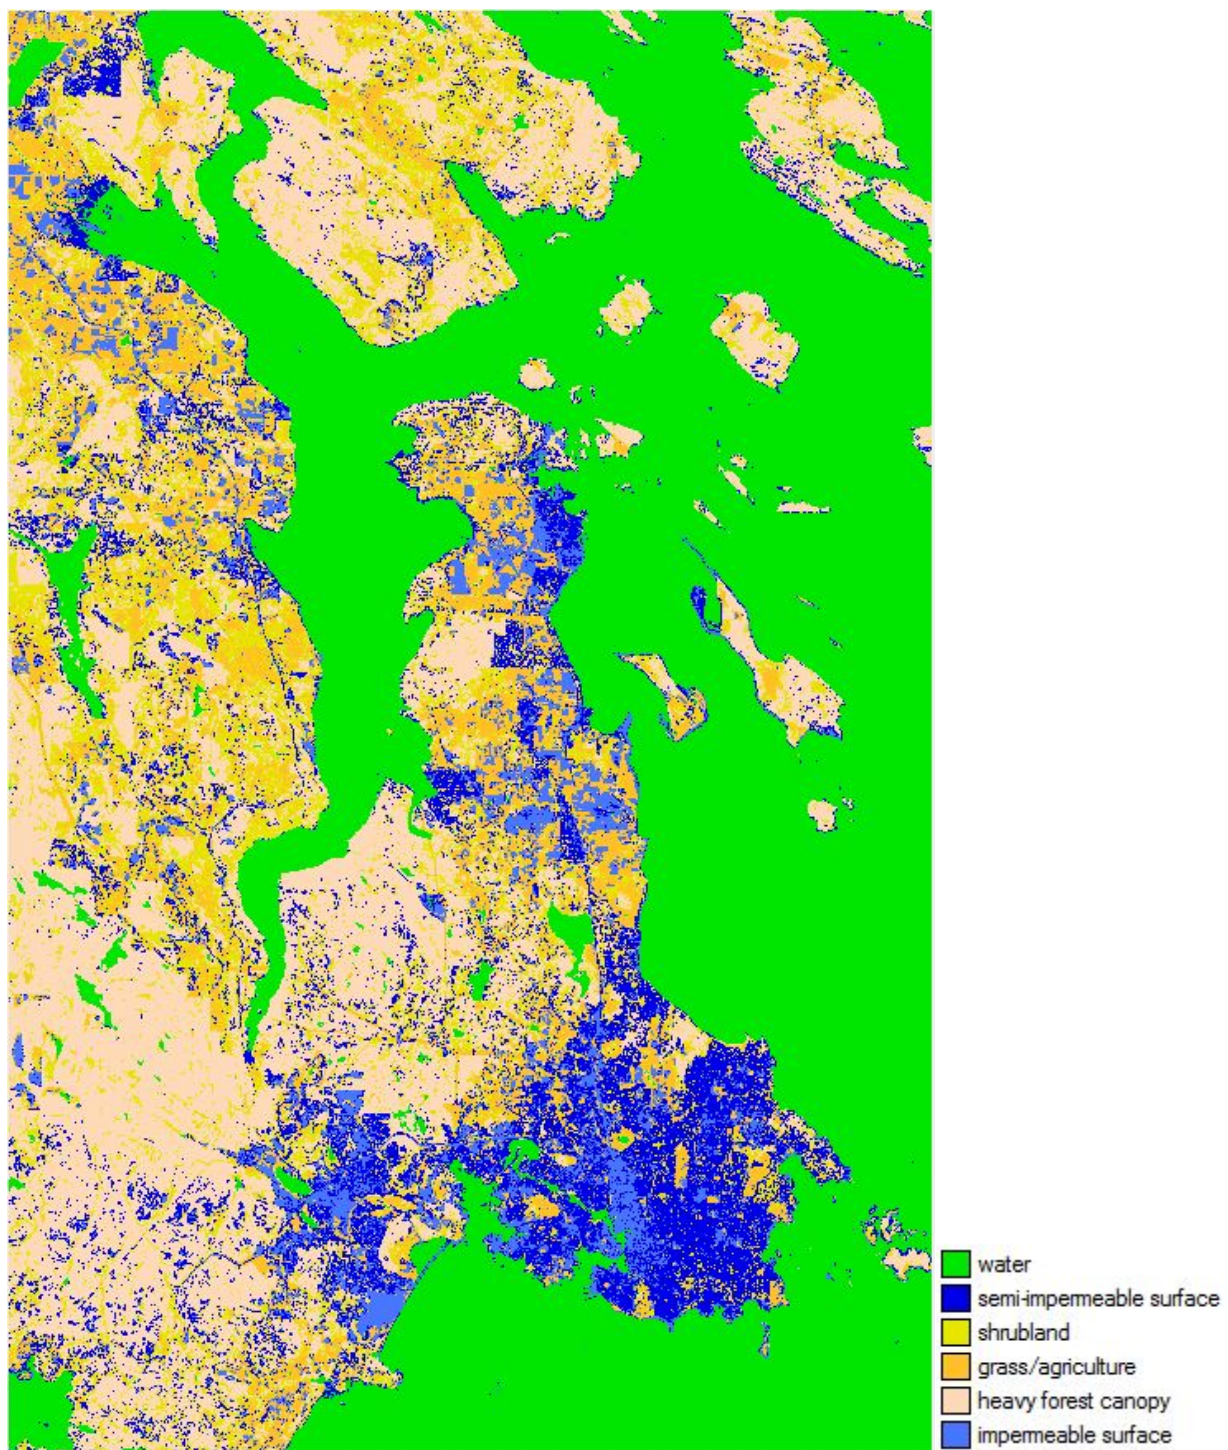 water
semi-impermeable surface
shrubland
grass/agriculture
heavy forest canopy
impermeable surface